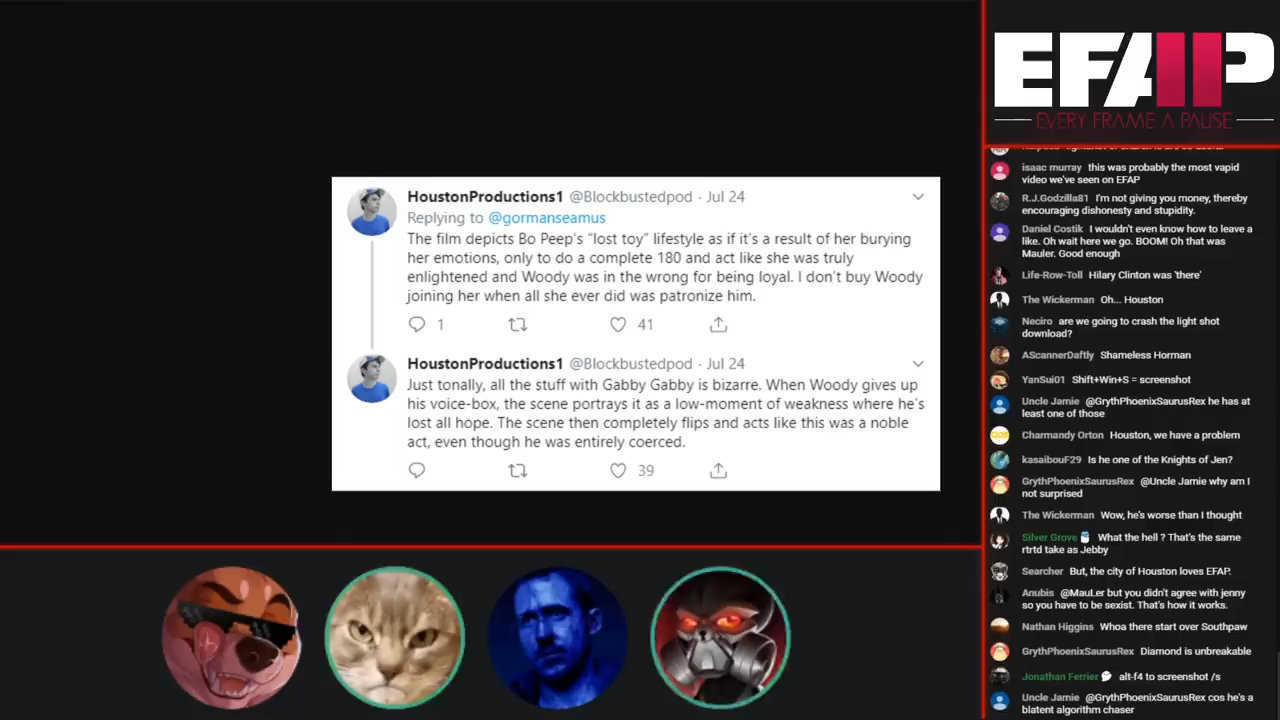 HoustonProductions1 @Blockbustedpod · Jul 24
Replying to @gormanseamus
The film depicts Bo Peep's “lost toy” lifestyle as if it's a result of her burying
her emotions, only to do a complete 180 and act like she was truly
enlightened and Woody was in the wrong for being loyal. I don't buy Woody
joining her when all she ever did was patronize him.
1 41
HoustonProductions1 @Blockbustedpod · Jul 24
Just tonally, all the stuff with Gabby Gabby is bizarre. When Woody gives up
his voice-box, the scene portrays it as a low-moment of weakness where he's
lost all hope. The scene then completely flips and acts like this was a noble
act, even though he was entirely coerced.
39
EFAP
EVERY FRAME A PAUSE
isaac murray this was probably the most vapid
video we've seen on EFAP
R.J.Godzilla81 I'm not giving you money, thereby
encouraging dishonesty and stupidity.
Daniel Costik I wouldn't even know how to leave a
like. Oh wait here we go. BOOM! Oh that was
Mauler. Good enough
Life-Row-Toll Hilary Clinton was 'there'
The Wickerman Oh... Houston
Neciro are we going to crash the light shot
download?
AScannerDaftly Shameless Horman
YanSui01 Shift+Win+S = screenshot
Uncle Jamie @GrythPhoenixSaurusRex he has at
least one of those
Charmandy Orton Houston, we have a problem
kasaibouF29 Is he one of the Knights of Jen?
GrythPhoenixSaurusRex @Uncle Jamie why am I
not surprised
The Wickerman Wow, he's worse than I thought
Silver Grove What the hell ? That's the same
rtrtd take as Jebby
Searcher But, the city of Houston loves EFAP.
Anubis @MauLer but you didn't agree with jenny
so you have to be sexist. That's how it works.
Nathan Higgins Whoa there start over Southpaw
GrythPhoenixSaurusRex Diamond is unbreakable
Jonathan Ferrier alt-f4 to screenshot /s
Uncle Jamie @GrythPhoenixSaurusRex cos he's a
blatent algorithm chaser